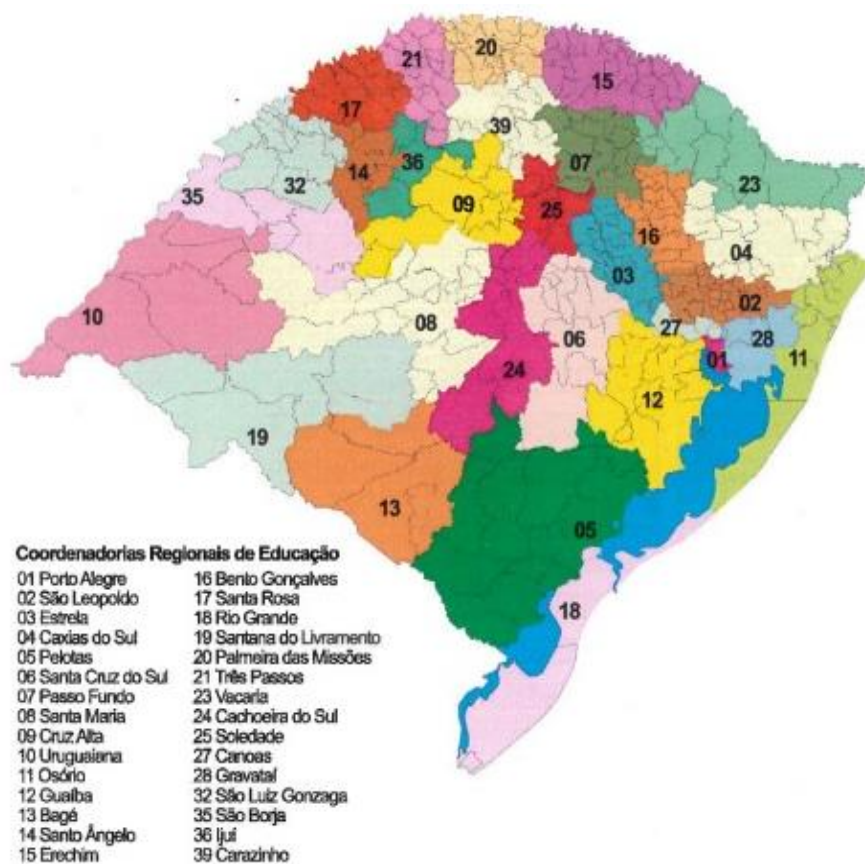 20
21
15
17
39
36
07
14
32
23
35
09
25
16
04
03
02
10
08
06
27
28
01
11
24
12
19
13
05
18
Coordenadorias Regionais de Educação
01 Porto Alegre
02 São Leopoldo
03 Estrela
04 Caxias do Sul
05 Pelotas
06 Santa Cruz do Sul
07 Passo Fundo
08 Santa Maria
09 Cruz Alta
10 Uruguaiana
11 Osório
12 Guaíba
13 Bagé
14 Santo Ângelo
15 Erechim
16 Bento Gonçalves
17 Santa Rosa
18 Rio Grande
19 Santana do Livramento
20 Palmeira das Missões
21 Três Passos
23 Vacaria
24 Cachoeira do Sul
25 Soledade
27 Canoas
28 Gravataí
32 São Luiz Gonzaga
35 São Borja
36 Ijuí
39 Carazinho